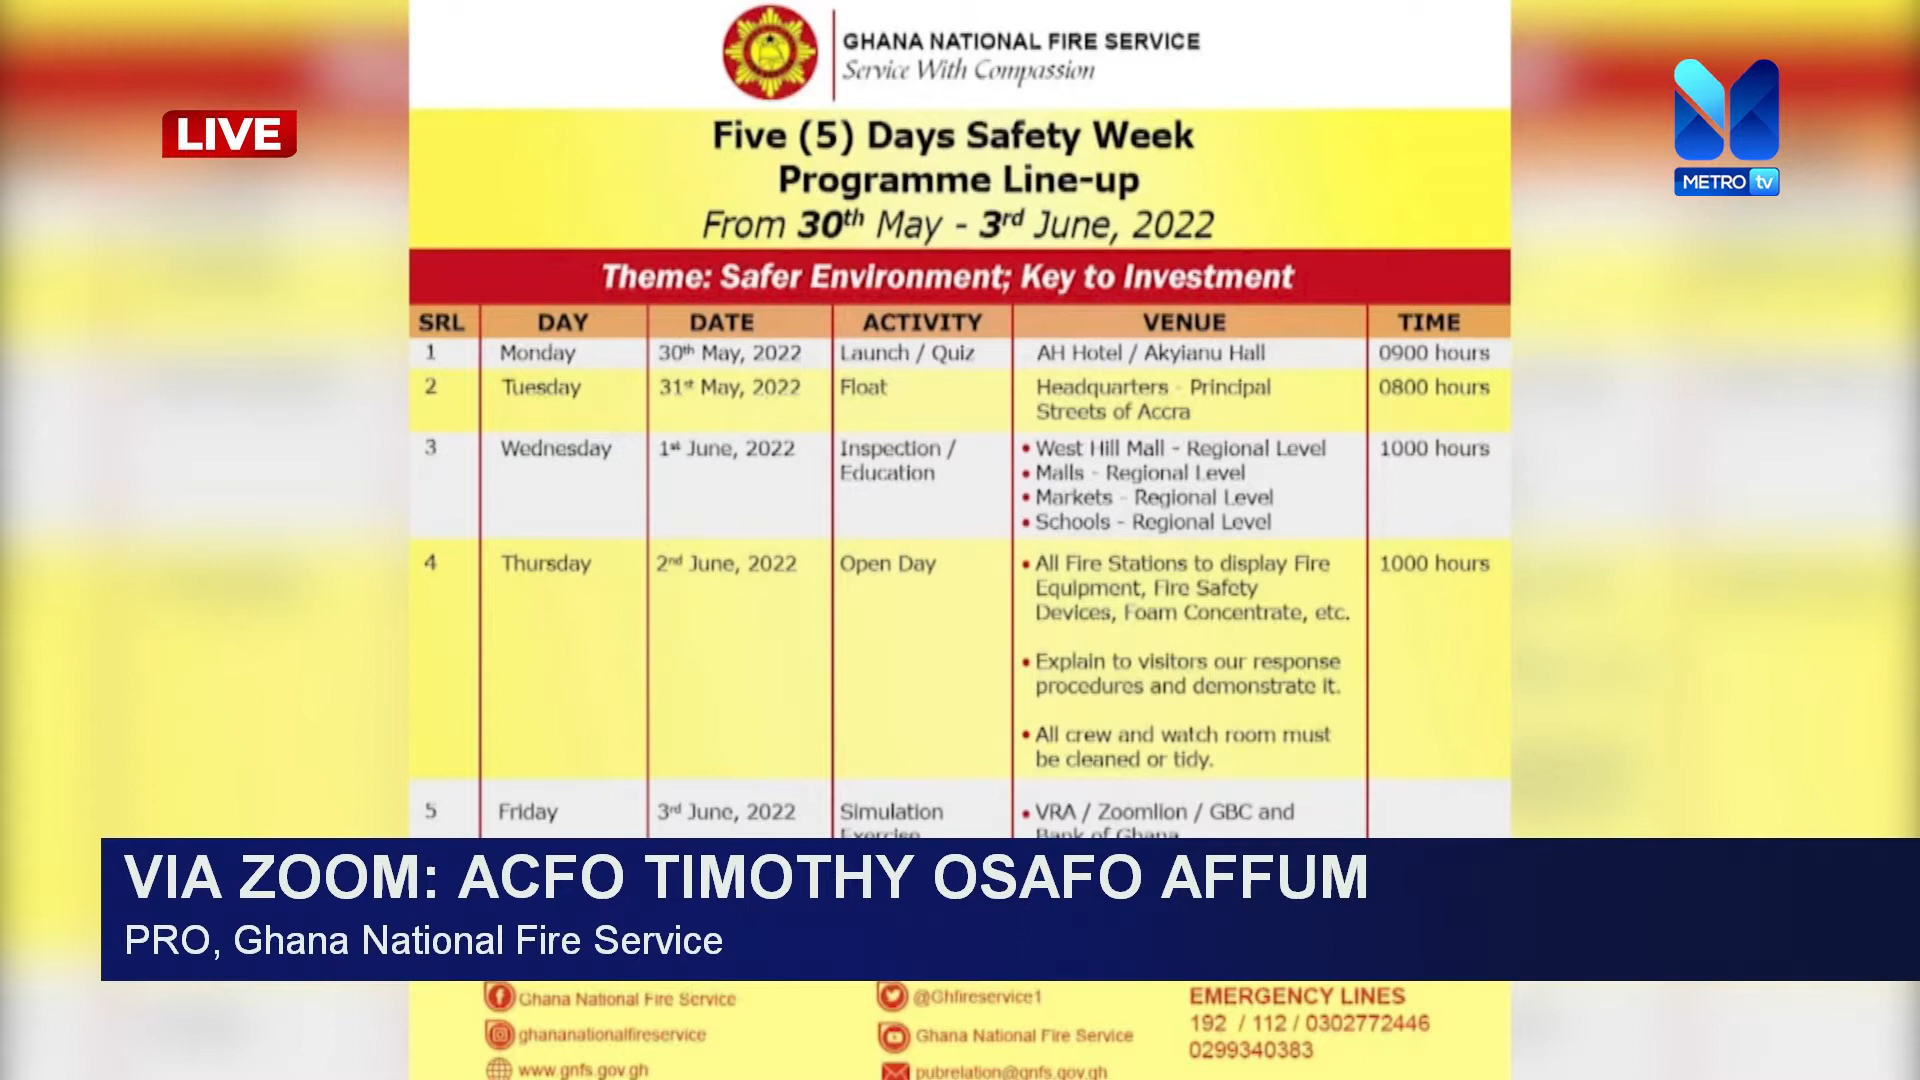 GHANA NATIONAL FIRE SERVICE
Service With Compassion
LIVE
METRO tv
Five (5) Days Safety Week
Programme Line-up
From 30th May - 3rd June, 2022
Theme: Safer Environment; Key to Investment
SRL DAY DATE ACTIVITY VENUE TIME
1 Monday 30th May, 2022 Launch / Quiz AH Hotel / Akyianu Hall 0900 hours
2 Tuesday 31st May, 2022 Float Headquarters - Principal 0800 hours
Streets of Accra
3 Wednesday 1st June, 2022 Inspection / • West Hill Mall - Regional Level 1000 hours
Education • Malls - Regional Level
• Markets - Regional Level
• Schools - Regional Level
4 Thursday 2nd June, 2022 Open Day • All Fire Stations to display Fire 1000 hours
Equipment, Fire Safety
Devices, Foam Concentrate, etc.
• Explain to visitors our response
procedures and demonstrate it.
• All crew and watch room must
be cleaned or tidy.
5 Friday 3rd June, 2022 Simulation • VRA / Zoomlion / GBC and
Exercise Bank of Ghana
VIA ZOOM: ACFO TIMOTHY OSAFO AFFUM
PRO, Ghana National Fire Service
Ghana National Fire Service @Ghfireservice1 EMERGENCY LINES
ghananationalfireservice Ghana National Fire Service 192 / 112 / 0302772446
0299340383
www.gnfs.gov.gh pubrelation@gnfs.gov.gh